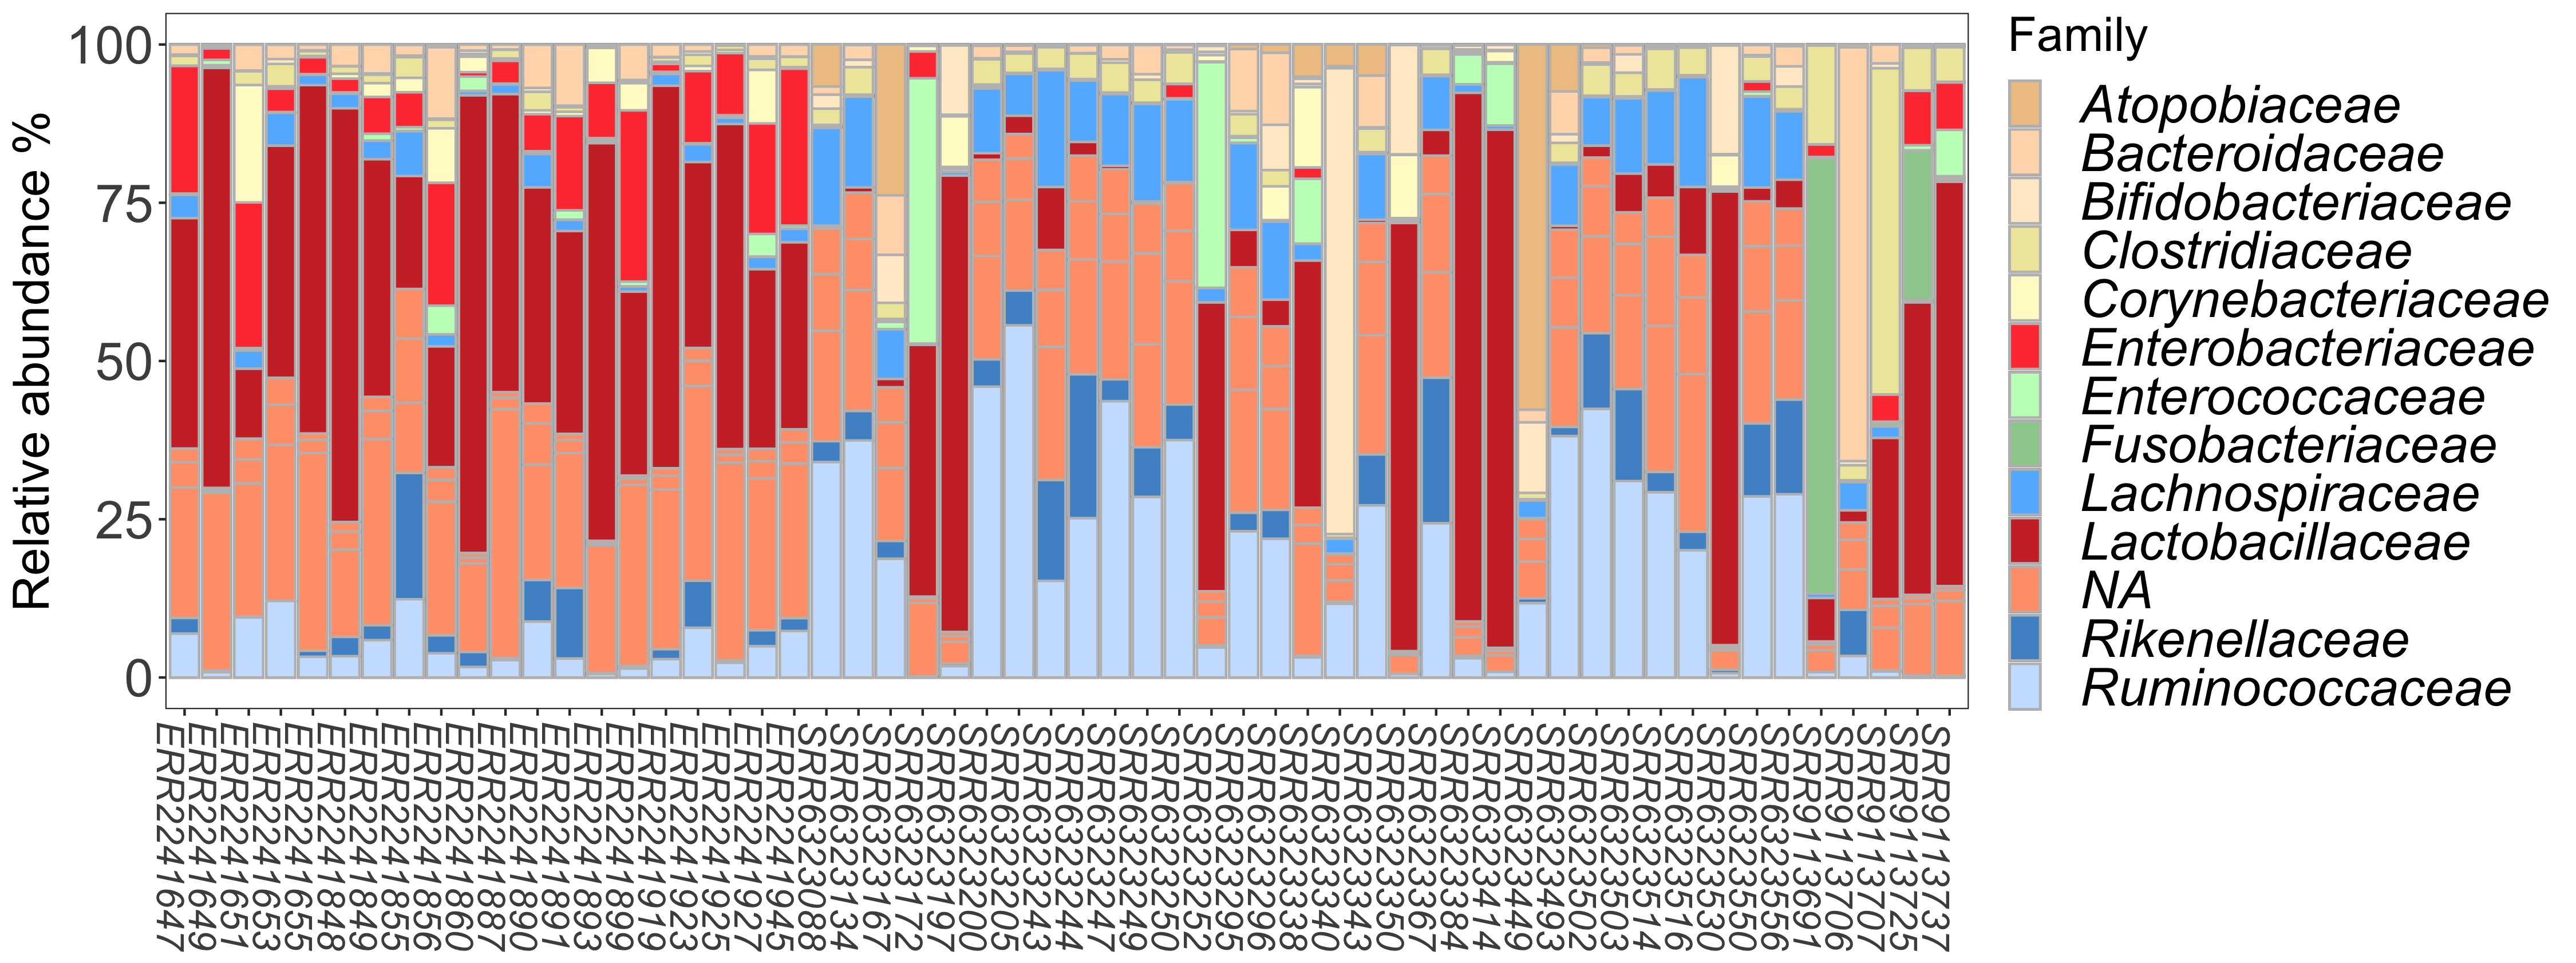 Relative abundance %
100
75
50
25
0
ERR2241647
ERR2241649
ERR2241651
ERR2241653
ERR2241655
ERR2241848
ERR2241849
ERR2241855
ERR2241856
ERR2241860
ERR2241887
ERR2241890
ERR2241891
ERR2241893
ERR2241899
ERR2241919
ERR2241923
ERR2241925
ERR2241927
ERR2241945
SRR6323088
SRR6323134
SRR6323167
SRR6323172
SRR6323197
SRR6323200
SRR6323205
SRR6323243
SRR6323244
SRR6323247
SRR6323249
SRR6323250
SRR6323252
SRR6323295
SRR6323296
SRR6323338
SRR6323340
SRR6323343
SRR6323350
SRR6323367
SRR6323384
SRR6323414
SRR6323449
SRR6323493
SRR6323502
SRR6323503
SRR6323514
SRR6323516
SRR6323530
SRR6323550
SRR6323556
SRR9113691
SRR9113706
SRR9113707
SRR9113725
SRR9113737
Family
Atopobiaceae
Bacteroidaceae
Bifidobacteriaceae
Clostridiaceae
Corynebacteriaceae
Enterobacteriaceae
Enterococcaceae
Fusobacteriaceae
Lachnospiraceae
Lactobacillaceae
NA
Rikenellaceae
Ruminococcaceae